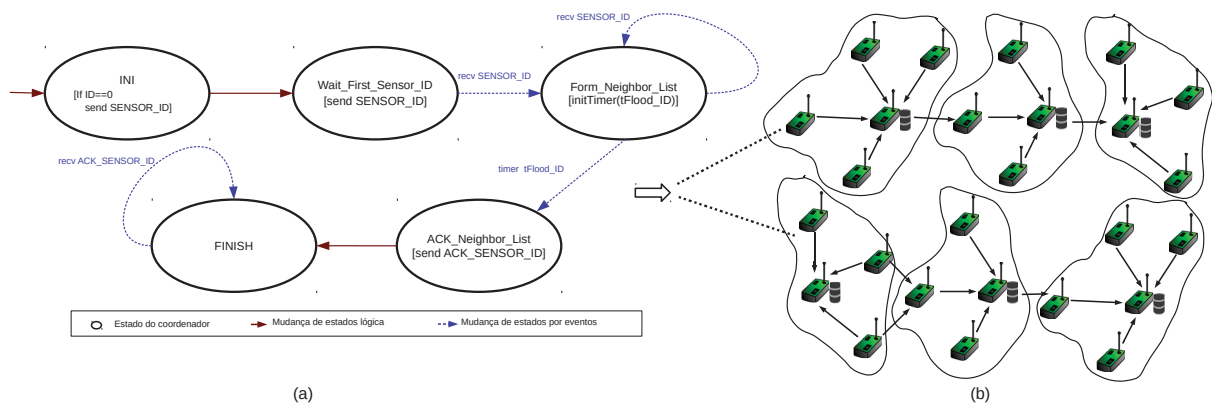 recv SENSOR_ID
INI
[If ID==0
send SENSOR_ID]
Wait_First_Sensor_ID
[send SENSOR_ID]
recv SENSOR_ID
Form_Neighbor_List
[initTimer(tFlood_ID)]
recv ACK_SENSOR_ID
timer tFlood_ID
FINISH
ACK_Neighbor_List
[send ACK_SENSOR_ID]
Estado do coordenador
Mudança de estados lógica
Mudança de estados por eventos
(a)
(b)